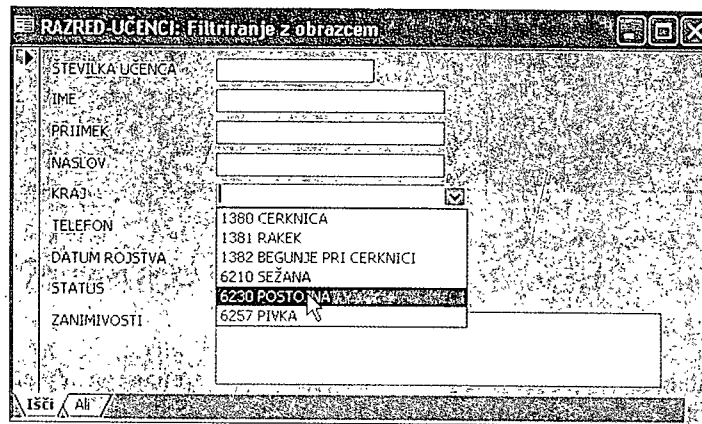 RAZRED-UČENCI: Filtriranje z obrazcem
ŠTEVILKA UČENCA
IME
PRIIMEK
NASLOV
KRAJ
1380 CERKNICA
TELEFON
1381 RAKEK
DATUM ROJSTVA
1382 BEGUNJE PRI CERKNICI
6210 SEŽANA
STATUS
6230 POSTOJNA
ZANIMIVOSTI
6257 PIVKA
Išči
Ali